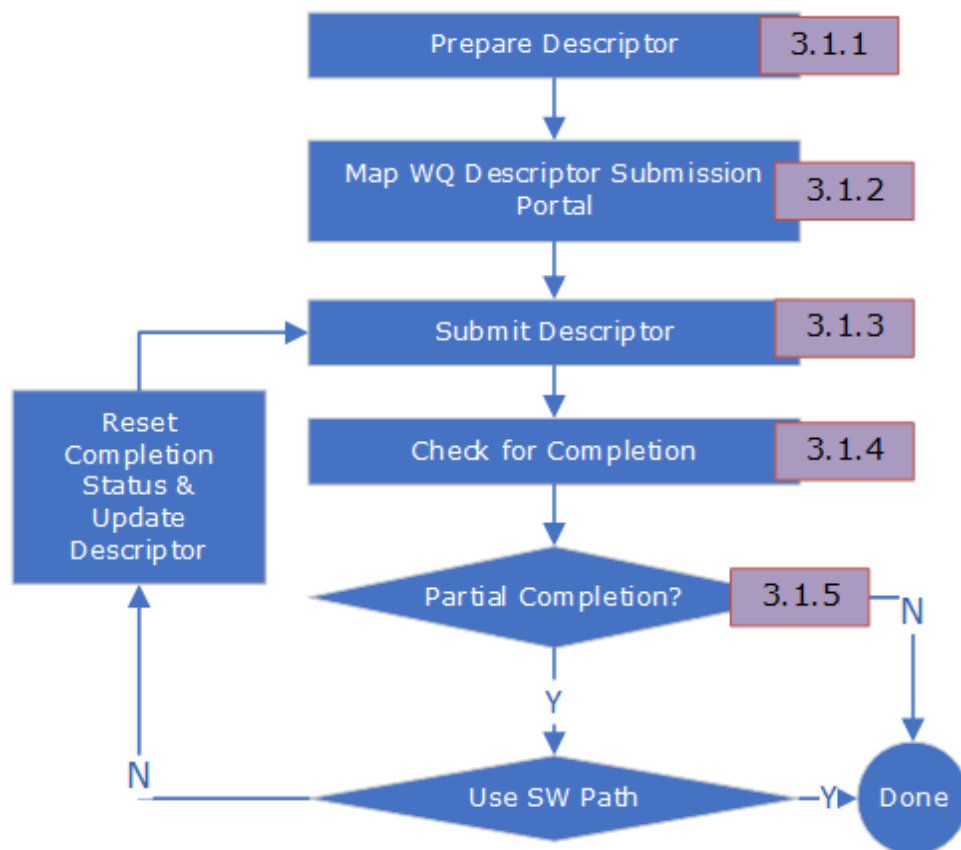 Prepare Descriptor
3.1.1
Map WQ Descriptor Submission
Portal
3.1.2
Submit Descriptor
3.1.3
Reset
Completion
Status &
Update
Descriptor
Check for Completion
3.1.4
Partial Completion?
3.1.5
N
Y
N
Use SW Path
Y
Done